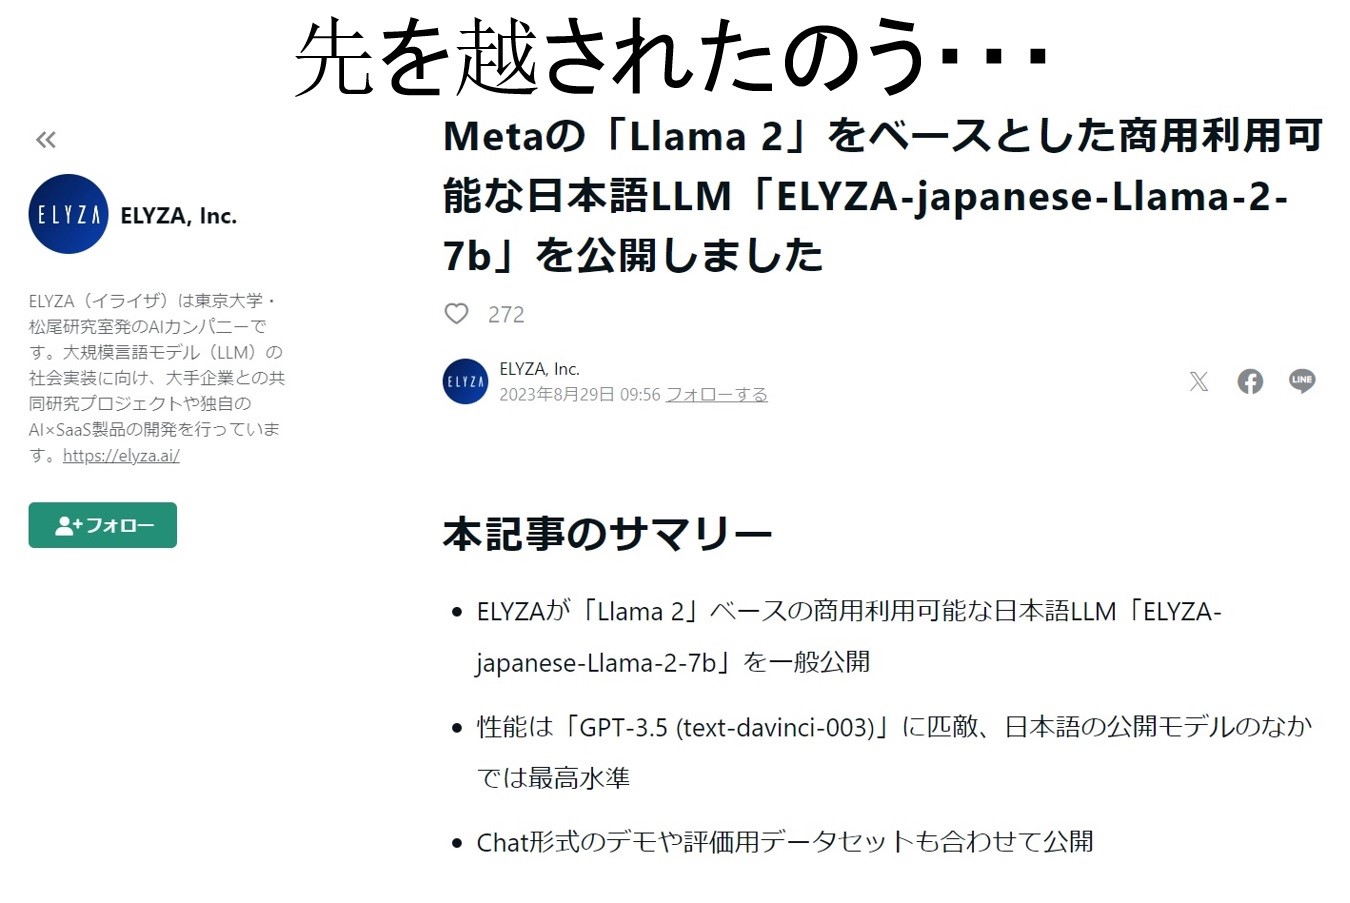 先を越されたのう・・・
«
ELYZA
ELYZA, Inc.
ELYZA（イライザ）は東京大学・
松尾研究室発のAIカンパニーで
す。大規模言語モデル（LLM）の
社会実装に向け、大手企業との共
同研究プロジェクトや独自の
AI×SaaS製品の開発を行っていま
す。https://elyza.ai/
フォロー
Metaの「Llama 2」をベースとした商用利用可
能な日本語LLM「ELYZA-japanese-Llama-2-
7b」を公開しました
272
ELYZA
ELYZA, Inc.
2023年8月29日 09:56 フォローする
LINE
本記事のサマリー
• ELYZAが「Llama 2」ベースの商用利用可能な日本語LLM「ELYZA-
japanese-Llama-2-7b」を一般公開
• 性能は「GPT-3.5 (text-davinci-003)」に匹敵、日本語の公開モデルのなか
では最高水準
• Chat形式のデモや評価用データセットも合わせて公開